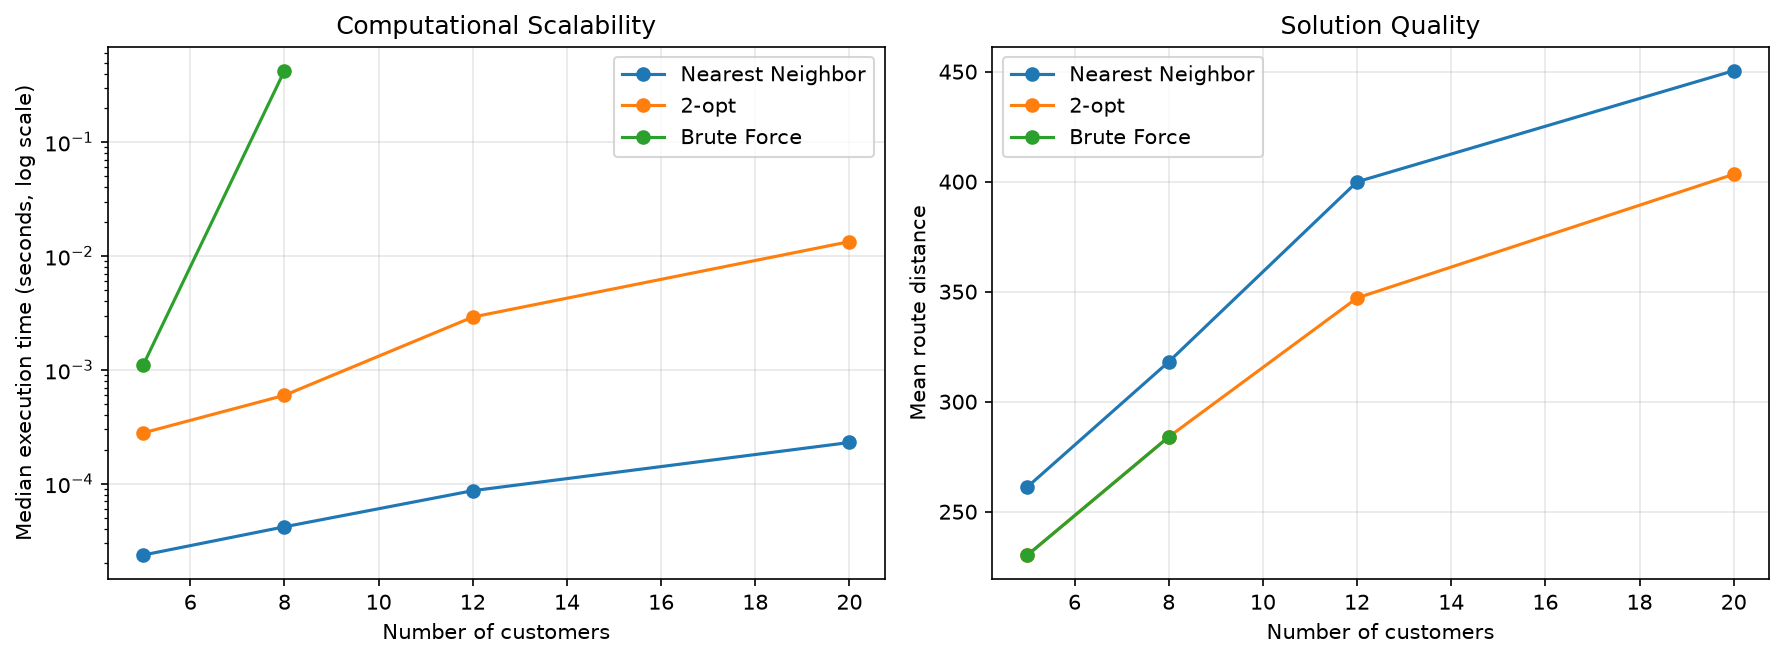 Computational Scalability
Median execution time (seconds, log scale)
10⁻¹
10⁻²
10⁻³
10⁻⁴
Nearest Neighbor
2-opt
Brute Force
6 8 10 12 14 16 18 20
Number of customers
Solution Quality
Mean route distance
450
400
350
300
250
Nearest Neighbor
2-opt
Brute Force
6 8 10 12 14 16 18 20
Number of customers